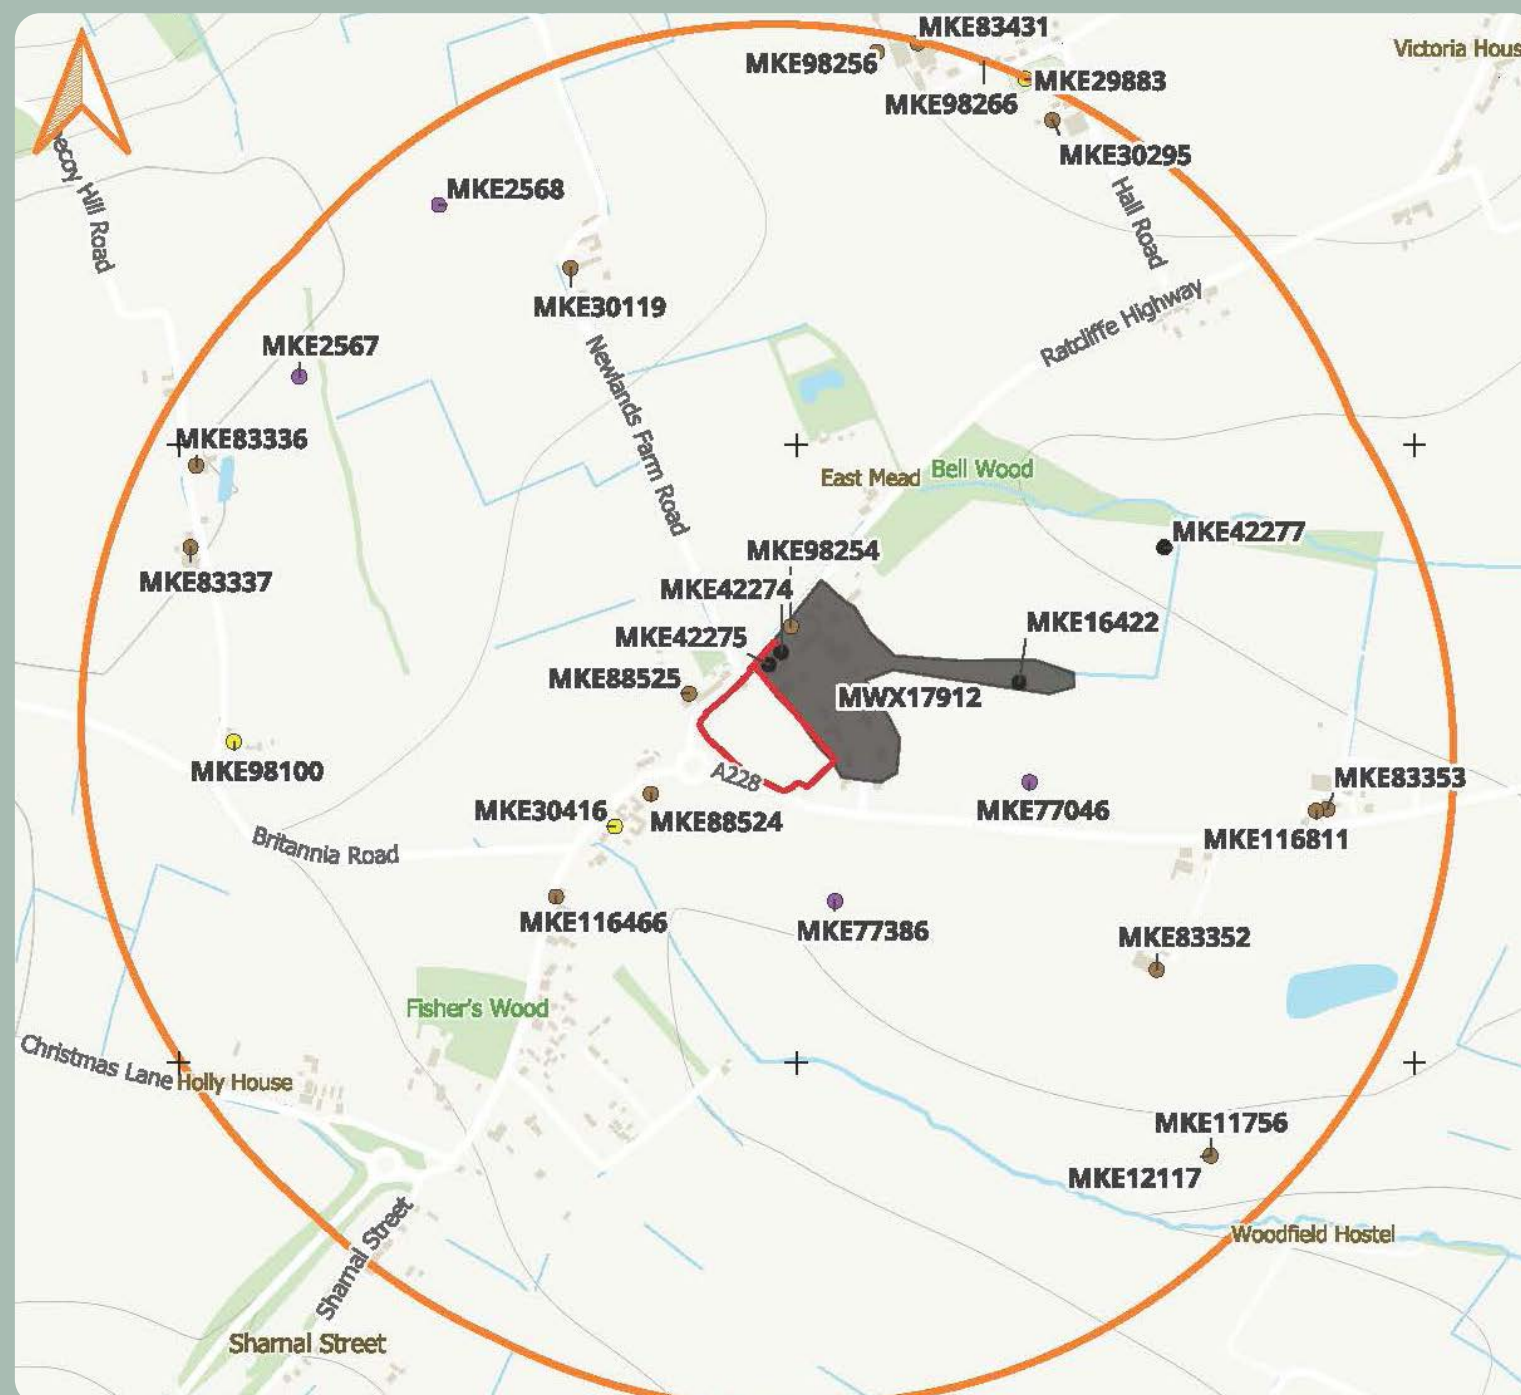 MKE83431
Victoria Hous
MKE98256
MKE29883
MKE98266
MKE30295
ecoy Hill Road
MKE2568
Hall Road
MKE30119
Ratcliffe Highway
MKE2567
Newlands Farm Road
MKE83336
East Mead
Bell Wood
MKE42277
MKE98254
MKE83337
MKE42274
MKE16422
MKE42275
MKE88525
MWX17912
MKE98100
A228
MKE83353
MKE77046
MKE30416
MKE88524
MKE116811
Britannia Road
MKE116466
MKE77386
MKE83352
Fisher's Wood
Christmas Lane
Holly House
MKE11756
MKE12117
Woodfield Hostel
Sharnal Street
Sharnal Street